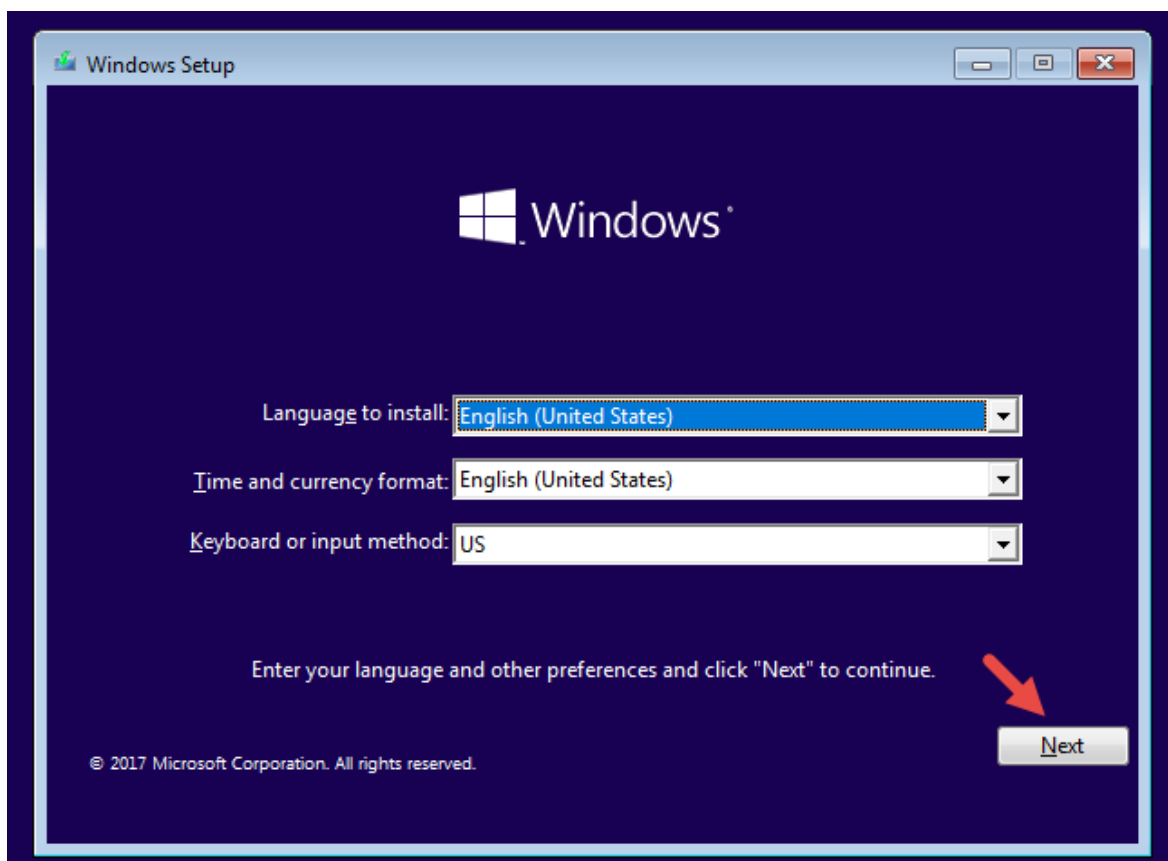 Windows Setup
Windows
Language to install: English (United States)
Time and currency format: English (United States)
Keyboard or input method: US
Enter your language and other preferences and click "Next" to continue.
Next
© 2017 Microsoft Corporation. All rights reserved.